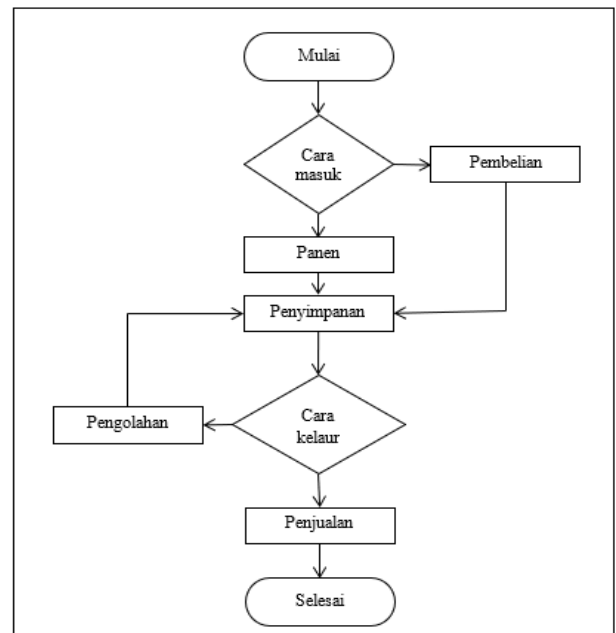 Mulai
Cara
masuk
Pembelian
Panen
Penyimpanan
Cara
kelaur
Pengolahan
Penjualan
Selesai